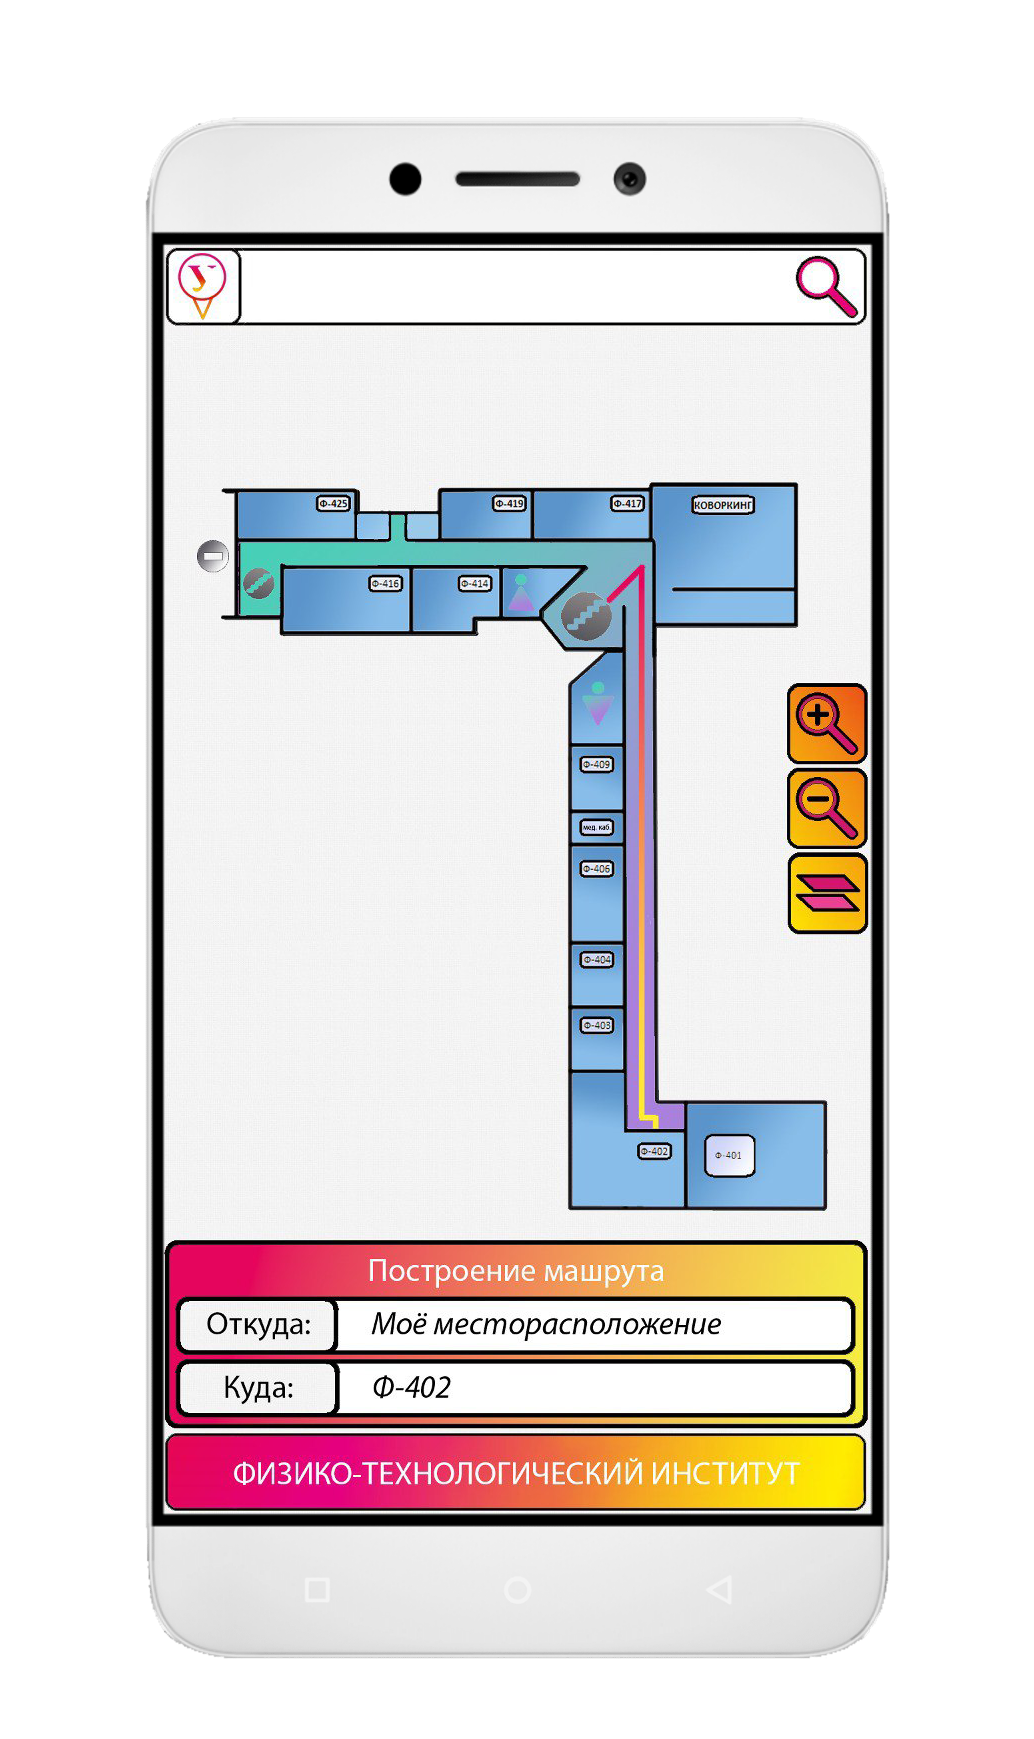 У
Ф-425
Ф-419
Ф-417
КОВОРКИНГ
Ф-416
Ф-414
Ф-409
мед. каб.
Ф-406
Ф-404
Ф-403
Ф-402
Ф-401
Построение машрута
Откуда: Моё месторасположение
Куда: Ф-402
ФИЗИКО-ТЕХНОЛОГИЧЕСКИЙ ИНСТИТУТ